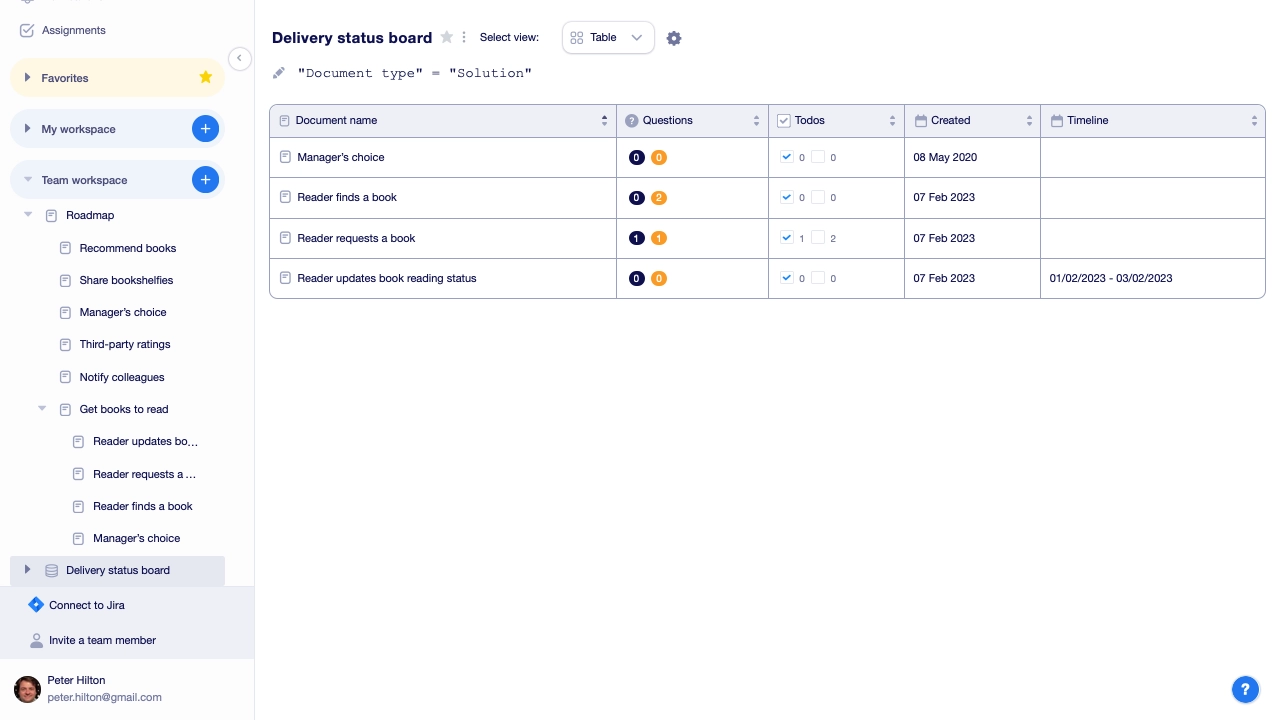 Assignments
Favorites
My workspace
Team workspace
Roadmap
Recommend books
Share bookshelfies
Manager’s choice
Third-party ratings
Notify colleagues
Get books to read
Reader updates bo...
Reader requests a ...
Reader finds a book
Manager’s choice
Delivery status board
Connect to Jira
Invite a team member
Peter Hilton
peter.hilton@gmail.com
Delivery status board Select view: Table
"Document type" = "Solution"
Document name Questions Todos Created Timeline
Manager’s choice 0 0 0 0 08 May 2020
Reader finds a book 0 2 0 0 07 Feb 2023
Reader requests a book 1 1 1 2 07 Feb 2023
Reader updates book reading status 0 0 0 0 07 Feb 2023 01/02/2023 - 03/02/2023
?